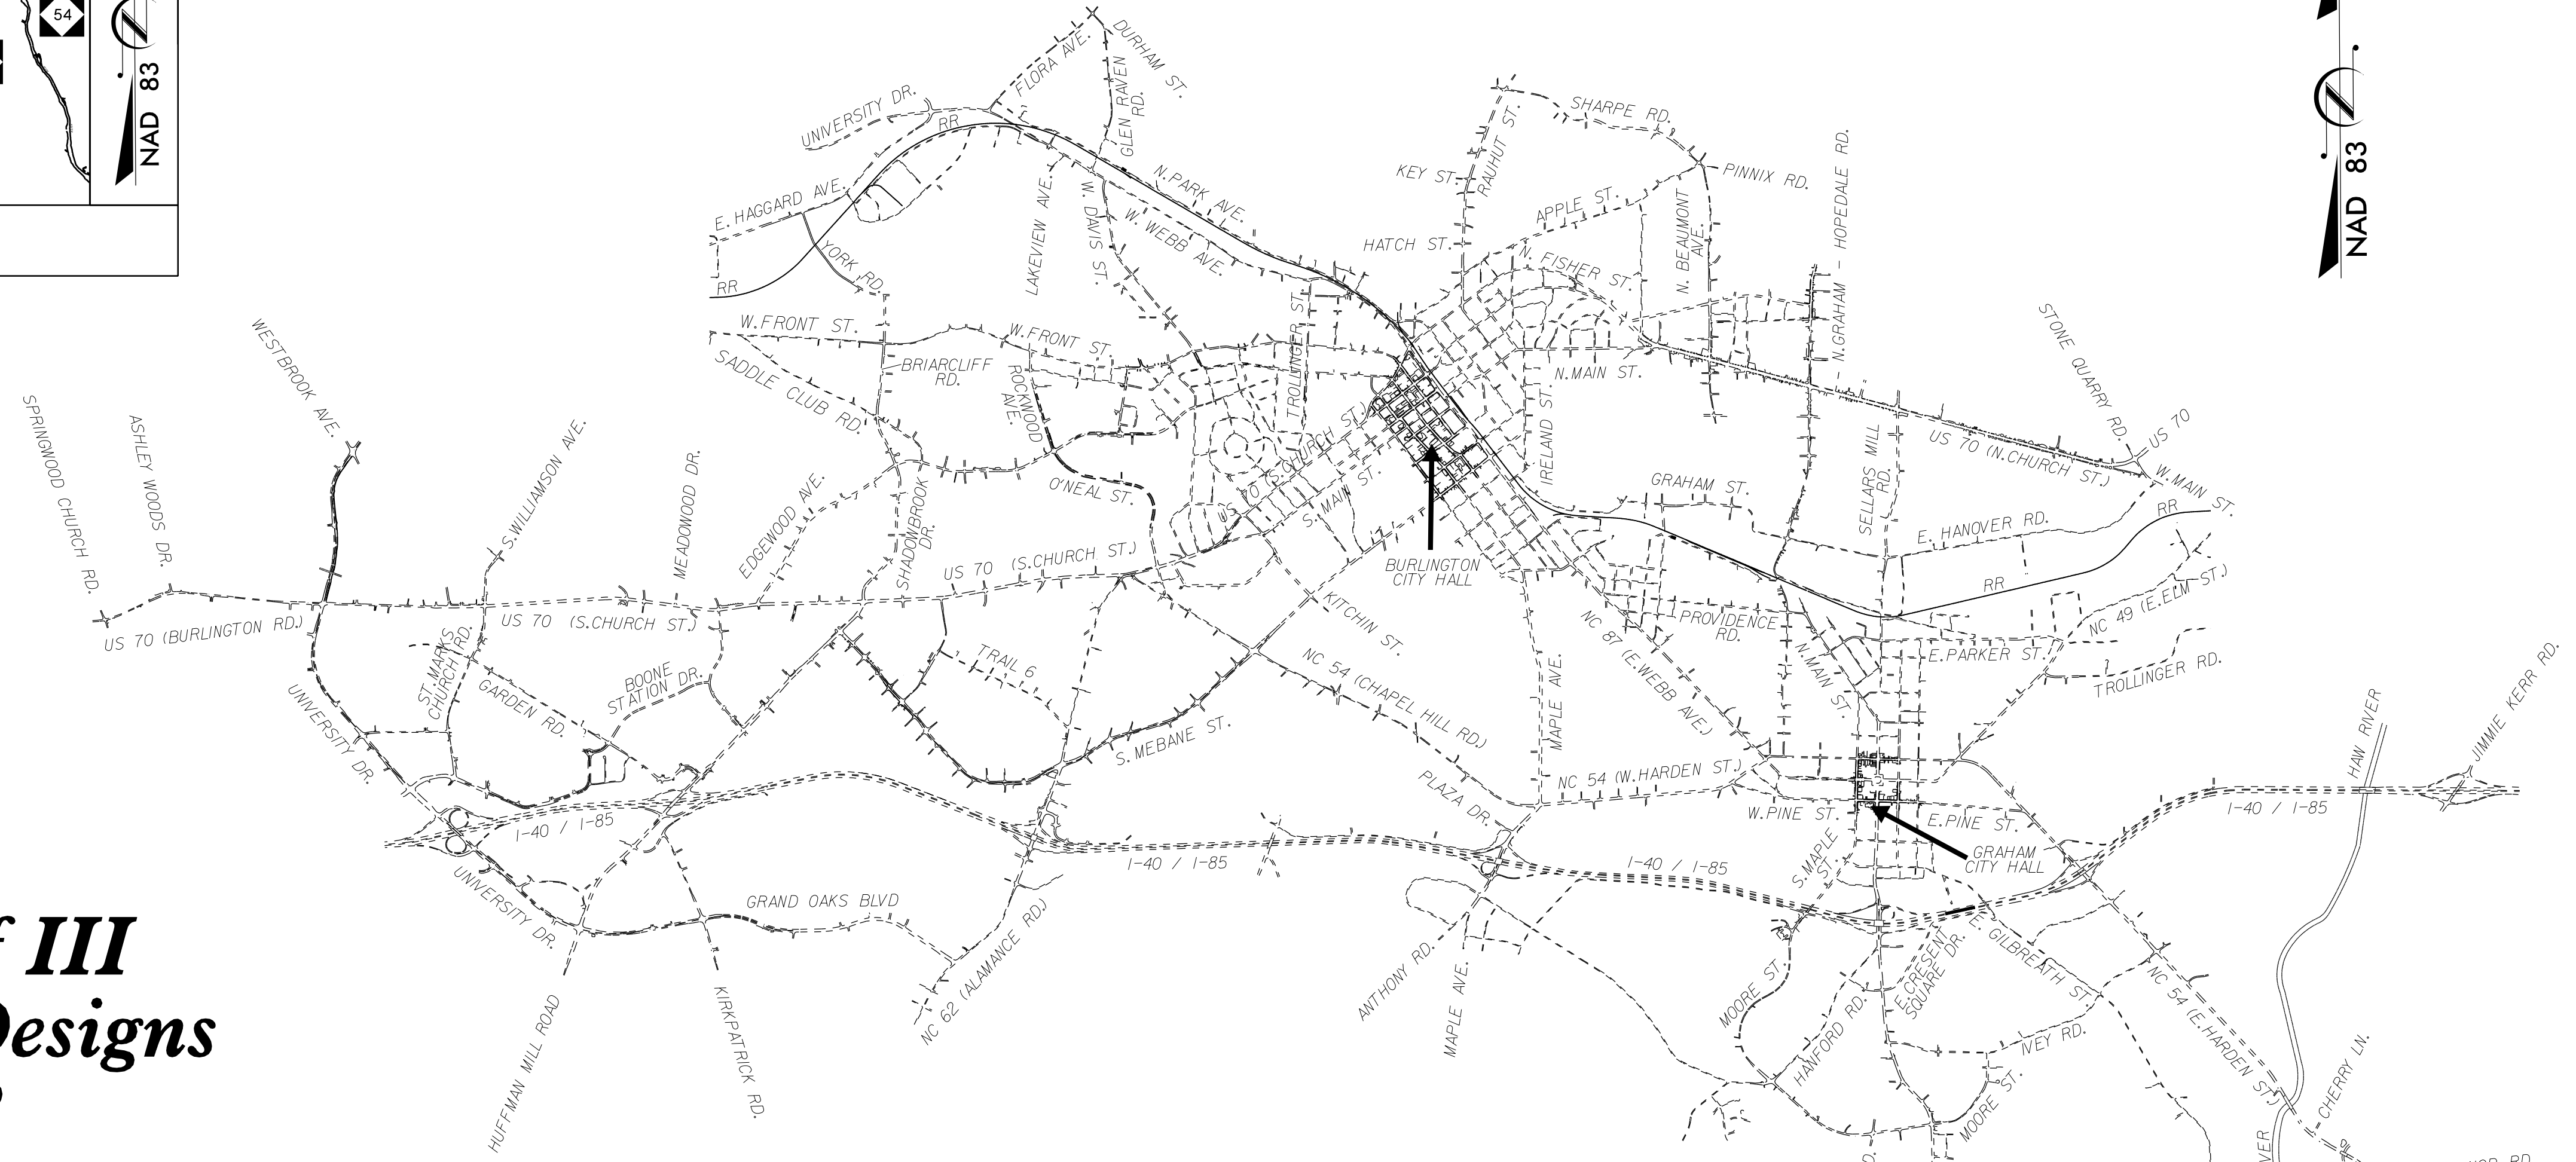 54
NAD 83
NAD 83
f III
Designs
FLORA AVE.
DURHAM ST.
GLEN RAVEN
RD.
UNIVERSITY DR.
RR
N.PARK AVE.
E. HAGGARD AVE.
YORK RD.
RR
LAKEVIEW AVE.
W. DAVIS ST.
W. WEBB AVE.
SHARPE RD.
RAUHUT ST.
KEY ST.
PINNIX RD.
APPLE ST.
HATCH ST.
N. FISHER ST.
N. BEAUMONT
AVE.
N.GRAHAM - HOPEDALE RD.
W.FRONT ST.
W.FRONT ST.
SADDLE CLUB RD.
BRIARCLIFF
RD.
ROCKWOOD
AVE.
TROLLINGER ST.
N.MAIN ST.
STONE QUARRY RD.
US 70
US 70 (N.CHURCH ST.)
W.MAIN ST.
WESTBROOK AVE.
SPRINGWOOD CHURCH RD.
ASHLEY WOODS DR.
S.WILLIAMSON AVE.
MEADOWOOD DR.
EDGEWOOD AVE.
SHADOWBROOK
DR.
O'NEAL ST.
US 70 (S.CHURCH ST.)
S.MAIN ST.
IRELAND ST.
GRAHAM ST.
SELLARS MILL
RD.
E. HANOVER RD.
RR
RR
BURLINGTON
CITY HALL
US 70 (S.CHURCH ST.)
US 70 (BURLINGTON RD.)
US 70 (S.CHURCH ST.)
KITCHIN ST.
NC 87 (E.WEBB AVE.)
PROVIDENCE
RD.
N.MAIN ST.
E.PARKER ST.
NC 49 (E.ELM ST.)
TROLLINGER RD.
ST. MARKS
CHURCH RD.
GARDEN RD.
BOONE
STATION DR.
TRAIL 6
NC 54 (CHAPEL HILL RD.)
MAPLE AVE.
UNIVERSITY DR.
S.MEBANE ST.
PLAZA DR.
NC 54 (W.HARDEN ST.)
W.PINE ST.
E.PINE ST.
HAW RIVER
JIMMIE KERR RD.
I-40 / I-85
I-40 / I-85
I-40 / I-85
I-40 / I-85
S.MAPLE
ST.
GRAHAM
CITY HALL
UNIVERSITY DR.
GRAND OAKS BLVD
NC 62 (ALAMANCE RD.)
ANTHONY RD.
MAPLE AVE.
MOORE ST.
HANFORD RD.
E.CRESENT
SQUARE DR.
E. GILBREATH ST.
IVEY RD.
MOORE ST.
NC 54 (E.HARDEN ST.)
CHERRY LN.
HUFFMAN MILL ROAD
KIRKPATRICK RD.